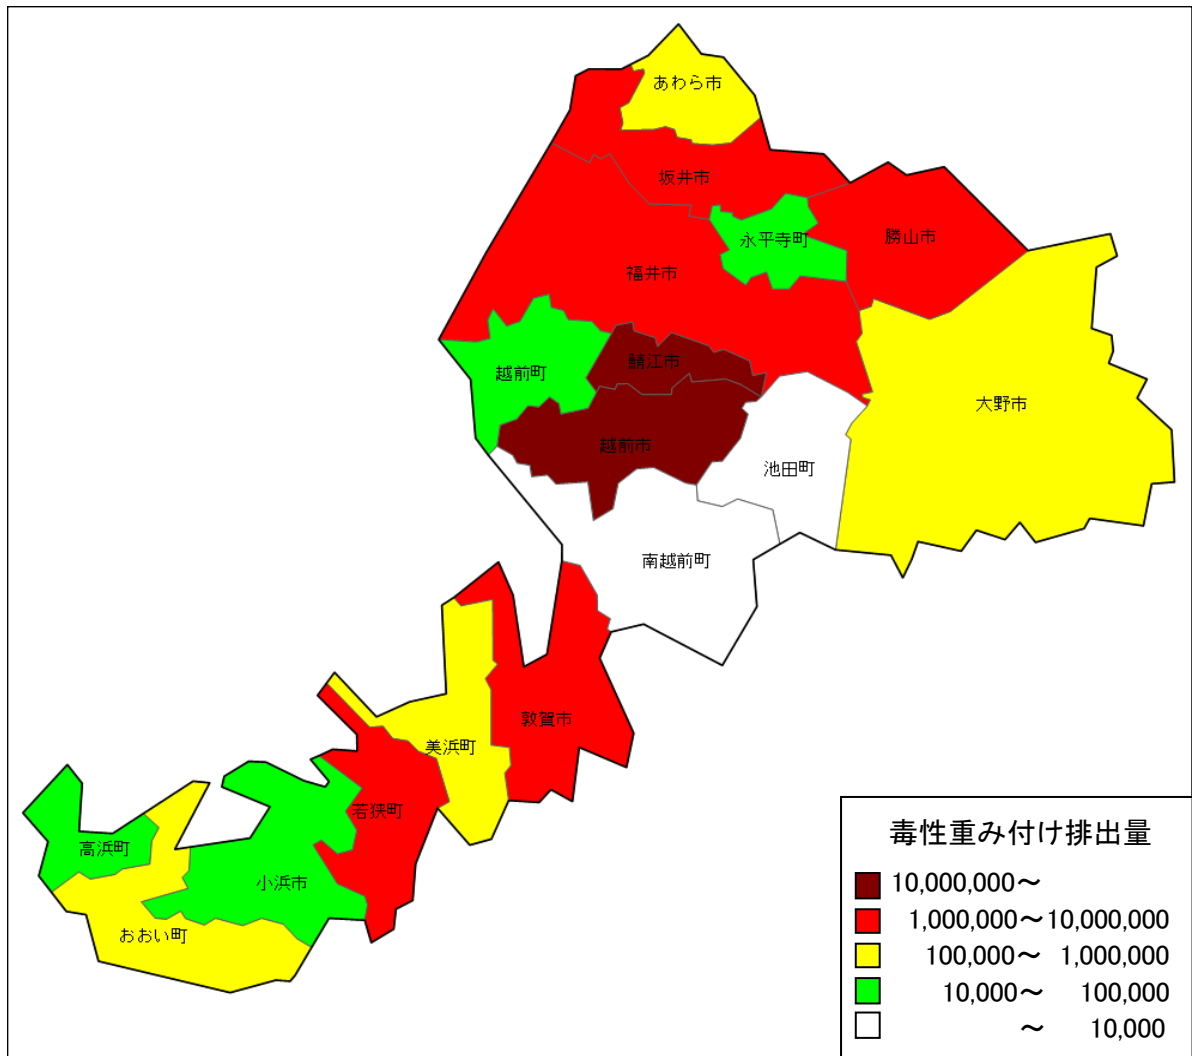 あわら市
坂井市
永平寺町
勝山市
福井市
鯖江市
越前町
大野市
越前市
池田町
南越前町
敦賀市
美浜町
若狭町
高浜町
小浜市
おおい町
毒性重み付け排出量
10,000,000～
1,000,000～10,000,000
100,000～ 1,000,000
10,000～ 100,000
～ 10,000